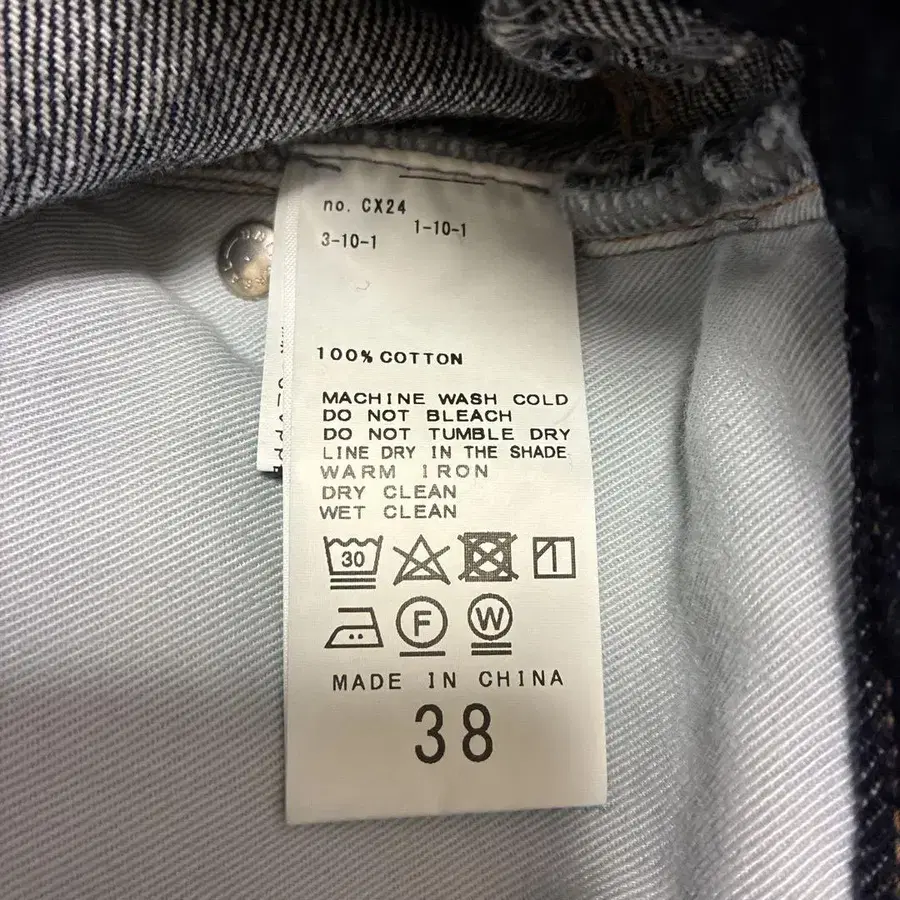 no. CX24
1-10-1
3-10-1
100% COTTON
MACHINE WASH COLD
DO NOT BLEACH
DO NOT TUMBLE DRY
LINE DRY IN THE SHADE
WARM IRON
DRY CLEAN
WET CLEAN
30
F
W
MADE IN CHINA
38